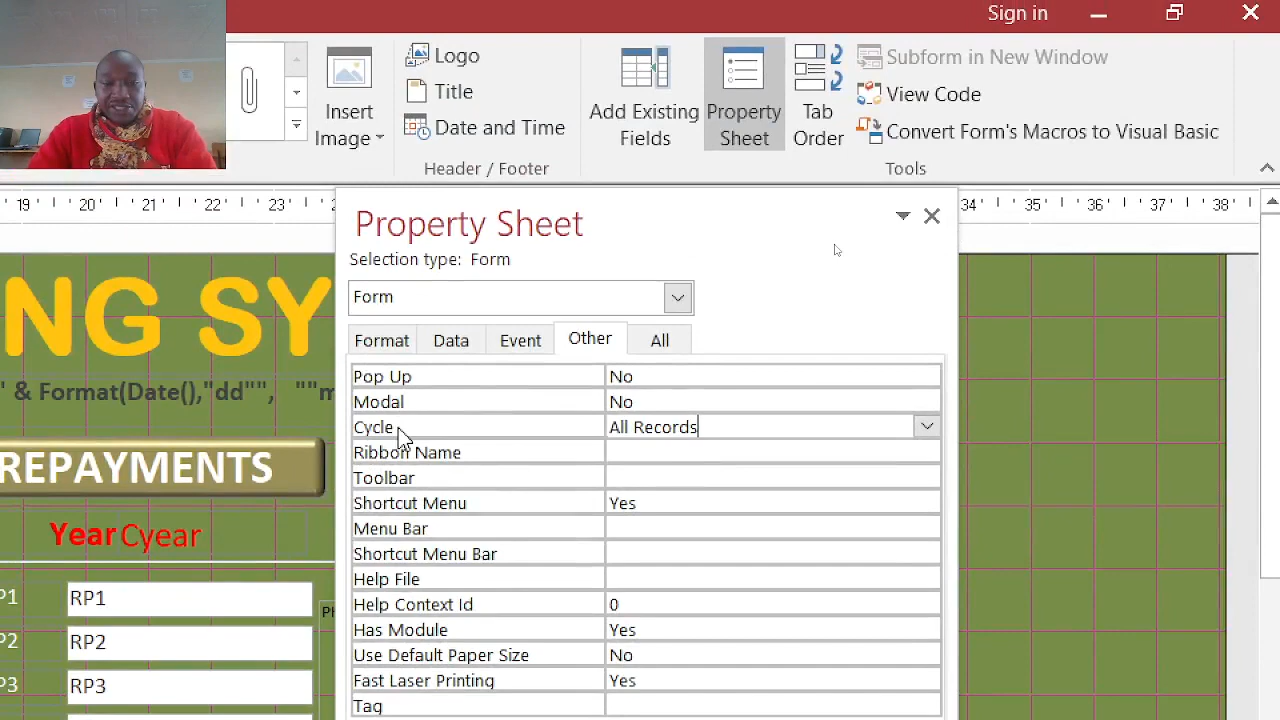 Sign in
Logo
Title
Date and Time
Header / Footer
Insert
Image
Add Existing
Fields
Property
Sheet
Tab
Order
Subform in New Window
View Code
Convert Form's Macros to Visual Basic
Tools
19 20 21 22 23 34 35 36 37 38
Property Sheet
Selection type: Form
Form
Format Data Event Other All
Pop Up No
Modal No
Cycle All Records
Ribbon Name
Toolbar
Shortcut Menu Yes
Menu Bar
Shortcut Menu Bar
Help File
Help Context Id 0
Has Module Yes
Use Default Paper Size No
Fast Laser Printing Yes
Tag
NG SY
" & Format(Date(),"dd"", ""m
REPAYMENTS
Year Cyear
P1 RP1
P2 RP2
P3 RP3